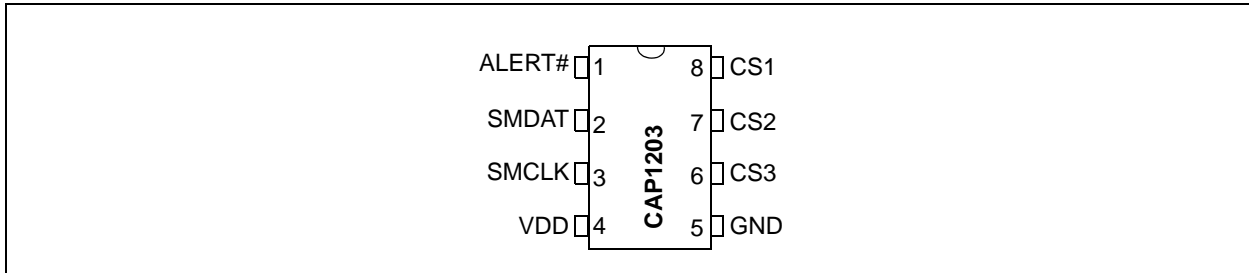 ALERT# 1 8 CS1
SMDAT 2 7 CS2
SMCLK 3 6 CS3
VDD 4 5 GND
CAP1203